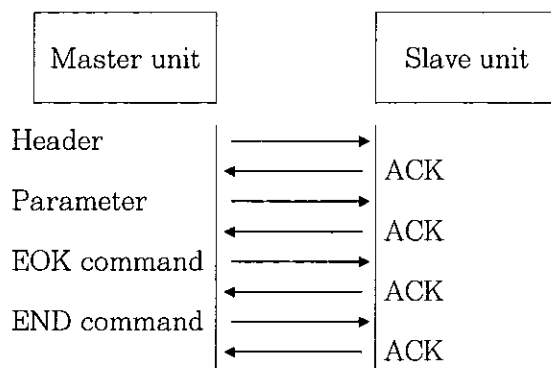 Master unit
Slave unit
Header
ACK
Parameter
ACK
EOK command
ACK
END command
ACK